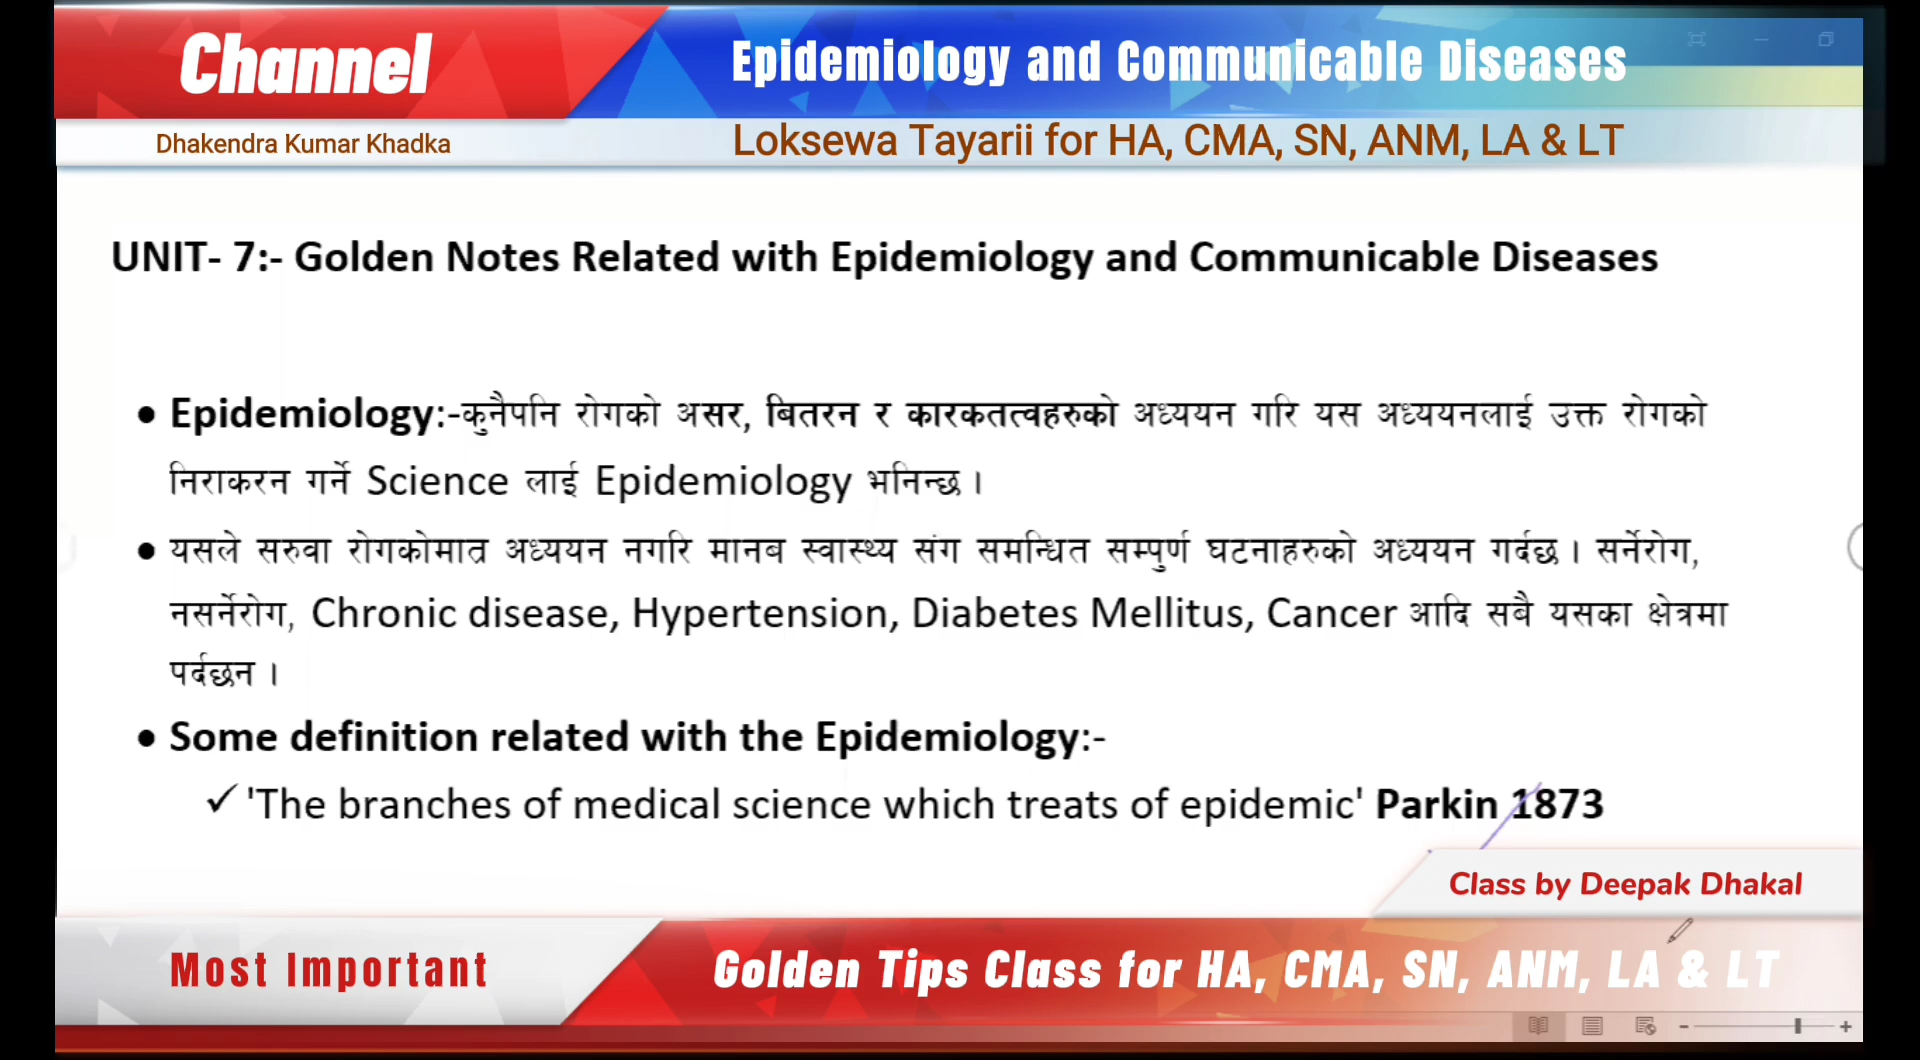 Channel
Epidemiology and Communicable Diseases
Dhakendra Kumar Khadka
Loksewa Tayarii for HA, CMA, SN, ANM, LA & LT
UNIT- 7:- Golden Notes Related with Epidemiology and Communicable Diseases
• Epidemiology:-कुनैपनि रोगको असर, बितरन र कारकतत्वहरुको अध्ययन गरि यस अध्ययनलाई उक्त रोगको
निराकरन गर्ने Science लाई Epidemiology भनिन्छ ।
• यसले सरुवा रोगकोमात्र अध्ययन नगरि मानब स्वास्थ्य संग समन्धित सम्पुर्ण घटनाहरुको अध्ययन गर्दछ । सर्नेरोग,
नसर्नेरोग, Chronic disease, Hypertension, Diabetes Mellitus, Cancer आदि सबै यसका क्षेत्रमा
पर्दछन ।
• Some definition related with the Epidemiology:-
✓ 'The branches of medical science which treats of epidemic' Parkin 1873
Class by Deepak Dhakal
Most Important
Golden Tips Class for HA, CMA, SN, ANM, LA & LT